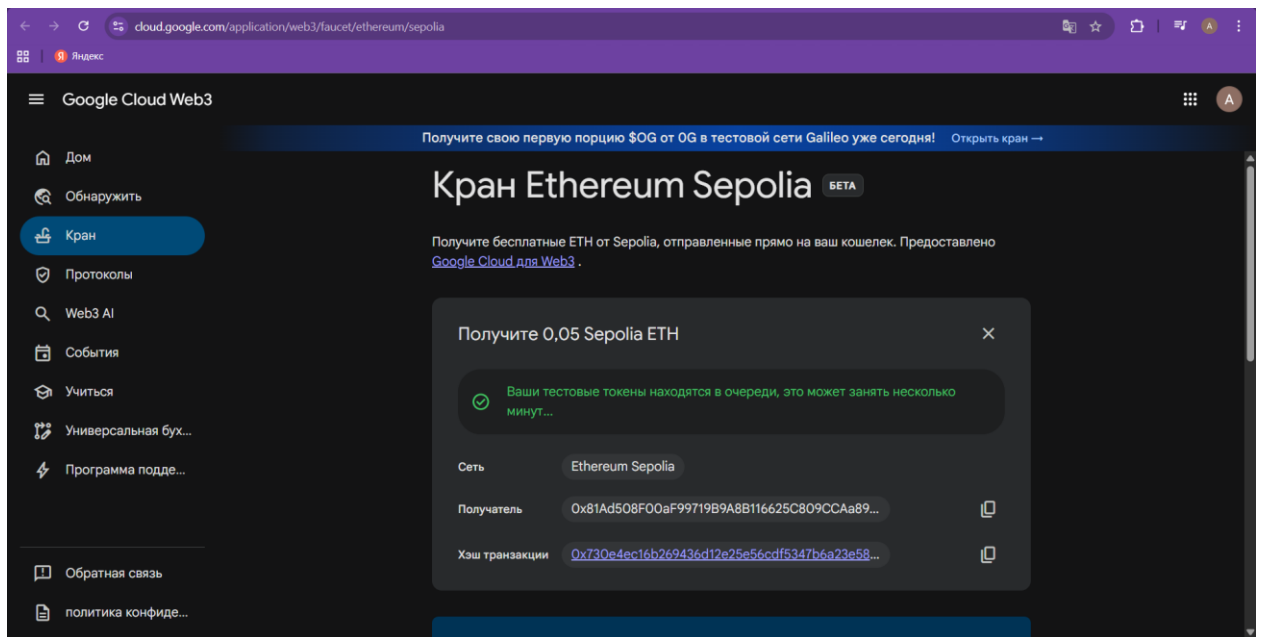 cloud.google.com/application/web3/faucet/ethereum/sepolia
A
Я Яндекс
Google Cloud Web3
A
Получите свою первую порцию $OG от 0G в тестовой сети Galileo уже сегодня! Открыть кран →
Дом
Обнаружить
Кран
Протоколы
Web3 AI
События
Учиться
Универсальная бух...
Программа подде...
Обратная связь
политика конфиде...
Кран Ethereum Sepolia БЕТА
Получите бесплатные ETH от Sepolia, отправленные прямо на ваш кошелек. Предоставлено
Google Cloud для Web3 .
Получите 0,05 Sepolia ETH
Ваши тестовые токены находятся в очереди, это может занять несколько
минут...
Сеть Ethereum Sepolia
Получатель 0x81Ad508F00aF99719B9A8B116625C809CCAa89...
Хэш транзакции 0x730e4ec16b269436d12e25e56cdf5347b6a23e58...